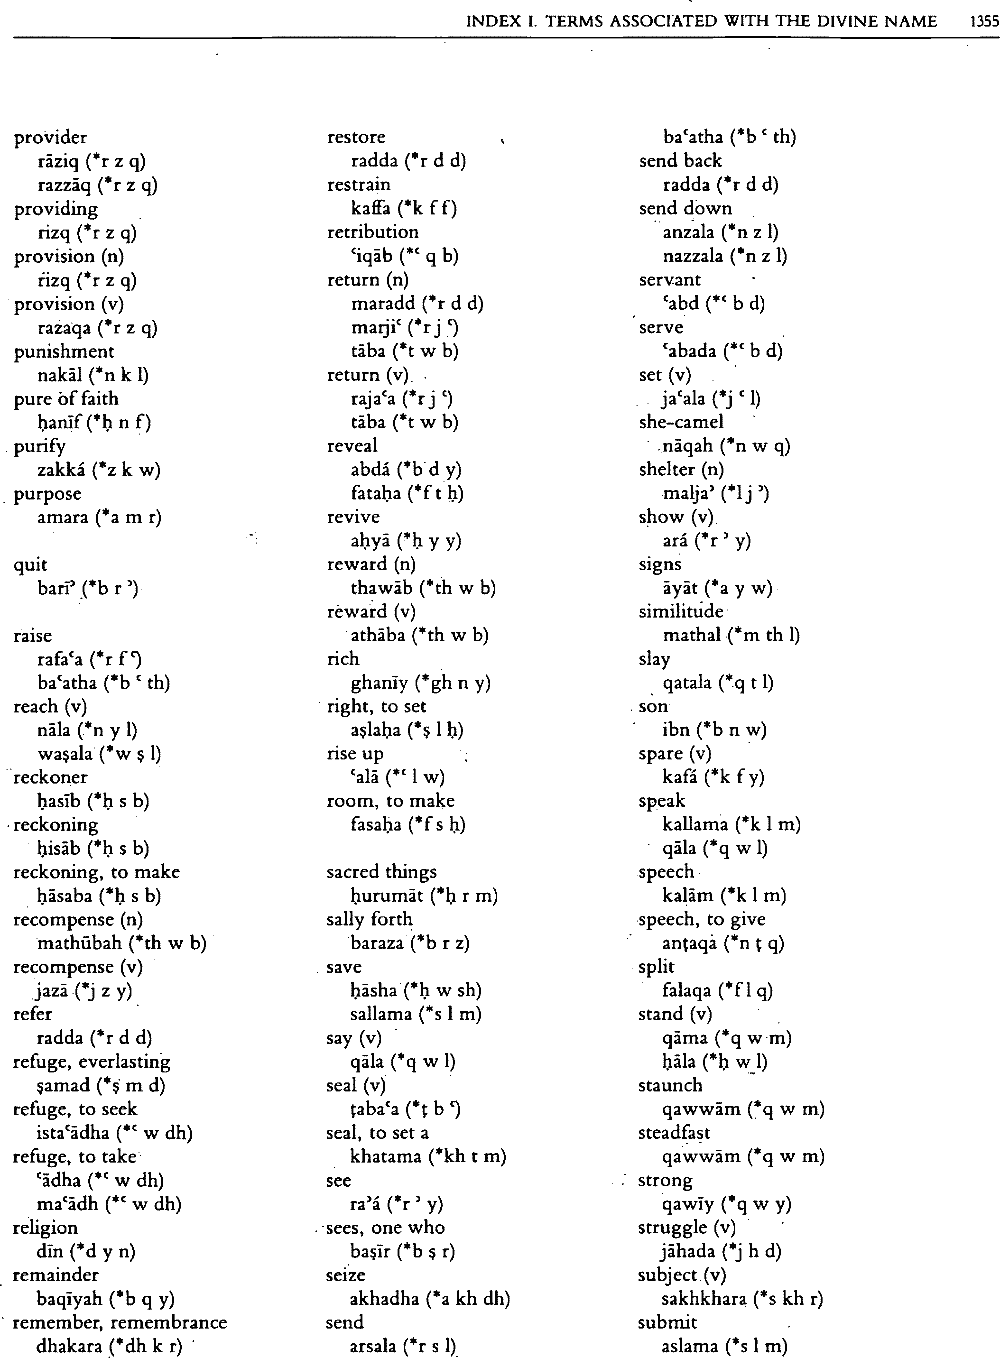 INDEX I. TERMS ASSOCIATED WITH THE DIVINE NAME 1355
provider
rāziq (*r z q)
razzāq (*r z q)
providing
rizq (*r z q)
provision (n)
rizq (*r z q)
provision (v)
razaqa (*r z q)
punishment
nakāl (*n k l)
pure of faith
ḥanīf (*ḥ n f)
purify
zakká (*z k w)
purpose
amara (*a m r)
quit
barīʾ (*b r ʾ)
raise
rafaʿa (*r f ʿ)
baʿatha (*b ʿ th)
reach (v)
nāla (*n y l)
waṣala (*w ṣ l)
reckoner
ḥasīb (*ḥ s b)
reckoning
ḥisāb (*ḥ s b)
reckoning, to make
ḥāsaba (*ḥ s b)
recompense (n)
mathūbah (*th w b)
recompense (v)
jazā (*j z y)
refer
radda (*r d d)
refuge, everlasting
ṣamad (*ṣ m d)
refuge, to seek
istaʿādha (*ʿ w dh)
refuge, to take
ʿādha (*ʿ w dh)
maʿādh (*ʿ w dh)
religion
dīn (*d y n)
remainder
baqīyah (*b q y)
remember, remembrance
dhakara (*dh k r)
restore
radda (*r d d)
restrain
kaffa (*k f f)
retribution
ʿiqāb (*ʿ q b)
return (n)
maradd (*r d d)
marjiʿ (*r j ʿ)
tāba (*t w b)
return (v)
rajaʿa (*r j ʿ)
tāba (*t w b)
reveal
abdá (*b d y)
fataḥa (*f t ḥ)
revive
aḥyā (*ḥ y y)
reward (n)
thawāb (*th w b)
reward (v)
athāba (*th w b)
rich
ghanīy (*gh n y)
right, to set
aṣlaḥa (*ṣ l ḥ)
rise up
ʿalā (*ʿ l w)
room, to make
fasaḥa (*f s ḥ)
sacred things
ḥurumāt (*ḥ r m)
sally forth
baraza (*b r z)
save
ḥāsha (*ḥ w sh)
sallama (*s l m)
say (v)
qāla (*q w l)
seal (v)
ṭabaʿa (*ṭ b ʿ)
seal, to set a
khatama (*kh t m)
see
raʾá (*r ʾ y)
sees, one who
baṣīr (*b ṣ r)
seize
akhadha (*a kh dh)
send
arsala (*r s l)
baʿatha (*b ʿ th)
send back
radda (*r d d)
send down
anzala (*n z l)
nazzala (*n z l)
servant
ʿabd (*ʿ b d)
serve
ʿabada (*ʿ b d)
set (v)
jaʿala (*j ʿ l)
she-camel
nāqah (*n w q)
shelter (n)
maljaʾ (*l j ʾ)
show (v)
ará (*r ʾ y)
signs
āyāt (*a y w)
similitude
mathal (*m th l)
slay
qatala (*q t l)
son
ibn (*b n w)
spare (v)
kafá (*k f y)
speak
kallama (*k l m)
qāla (*q w l)
speech
kalām (*k l m)
speech, to give
anṭaqa (*n ṭ q)
split
falaqa (*f l q)
stand (v)
qāma (*q w m)
ḥāla (*ḥ w l)
staunch
qawwām (*q w m)
steadfast
qawwām (*q w m)
strong
qawīy (*q w y)
struggle (v)
jāhada (*j h d)
subject (v)
sakhkhara (*s kh r)
submit
aslama (*s l m)